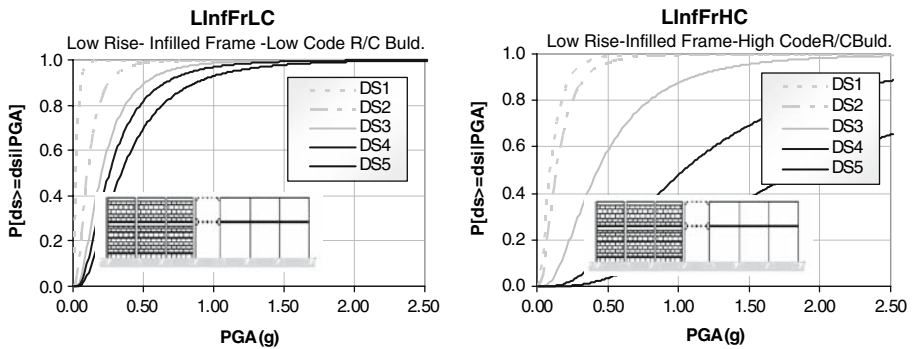 LInfFrLC
Low Rise- Infilled Frame -Low Code R/C Buld.
P[ds>=dsi|PGA]
1.0
0.8
0.6
0.4
0.2
0.0
DS1
DS2
DS3
DS4
DS5
0.00 0.50 1.00 1.50 2.00 2.50
PGA(g)
LInfFrHC
Low Rise-Infilled Frame-High CodeR/CBuld.
P[ds>=dsi|PGA]
1.0
0.8
0.6
0.4
0.2
0.0
DS1
DS2
DS3
DS4
DS5
0.00 0.50 1.00 1.50 2.00 2.50
PGA(g)